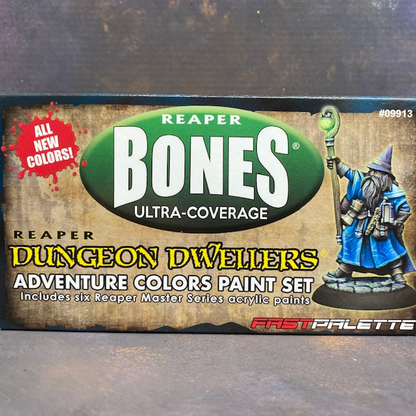 #09913
ALL
NEW
COLORS!
REAPER
BONES®
ULTRA-COVERAGE
REAPER
DUNGEON DWELLERS
ADVENTURE COLORS PAINT SET
Includes six Reaper Master Series acrylic paints
FASTPALETTE